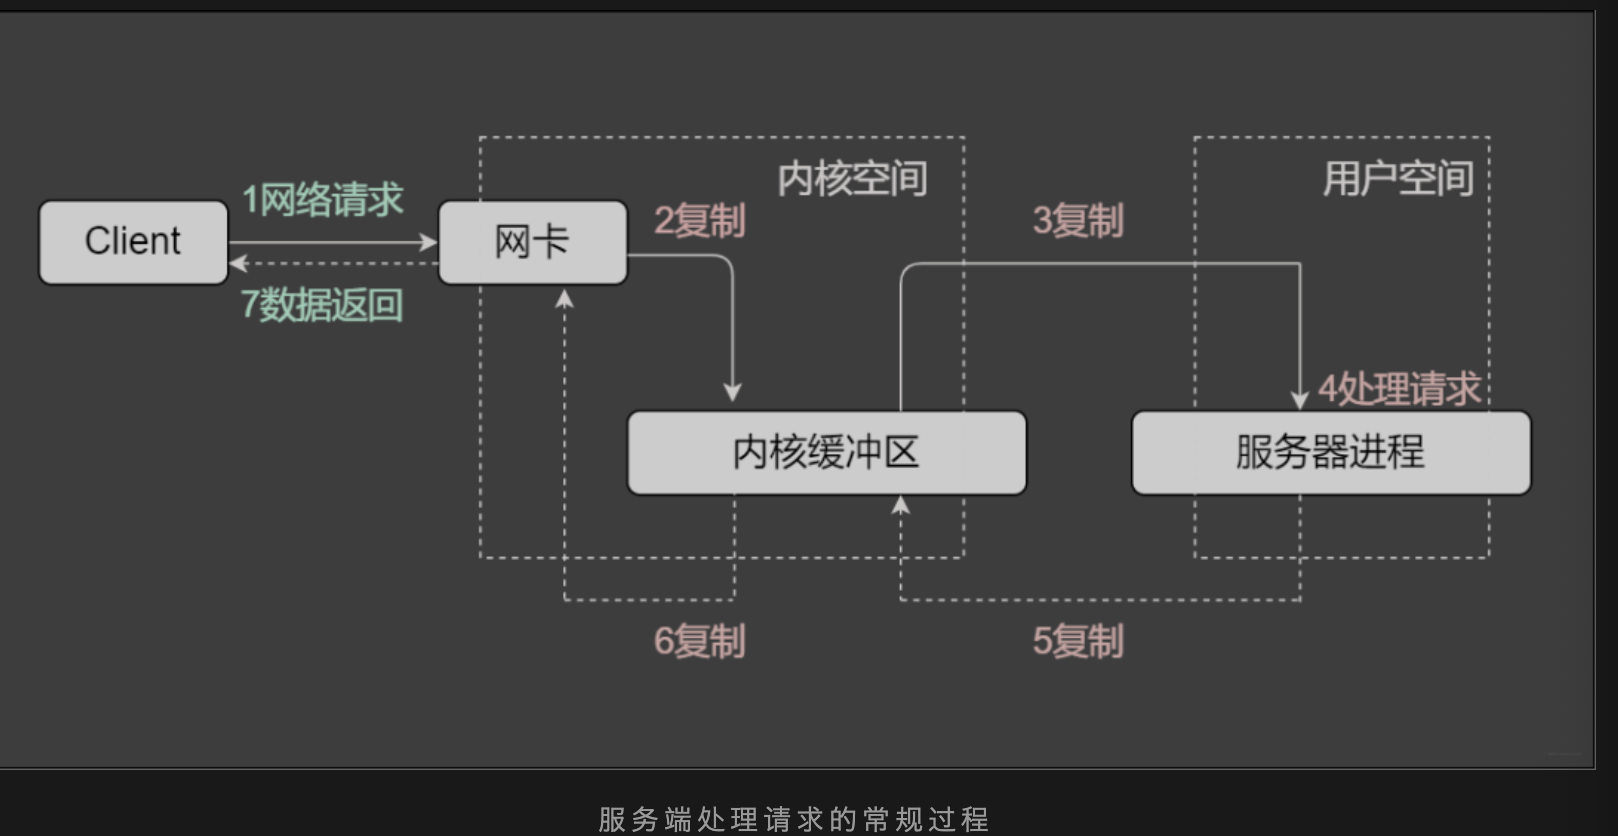 内核空间
用户空间
1网络请求
2复制
3复制
Client
网卡
7数据返回
4处理请求
内核缓冲区
服务器进程
6复制
5复制
服务端处理请求的常规过程